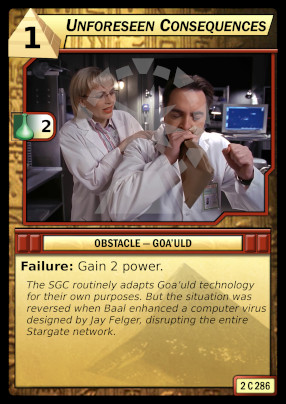 1
UNFORESEEN CONSEQUENCES
2
OBSTACLE — GOA'ULD
Failure: Gain 2 power.
The SGC routinely adapts Goa'uld technology
for their own purposes. But the situation was
reversed when Baal enhanced a computer virus
designed by Jay Felger, disrupting the entire
Stargate network.
2 C 286